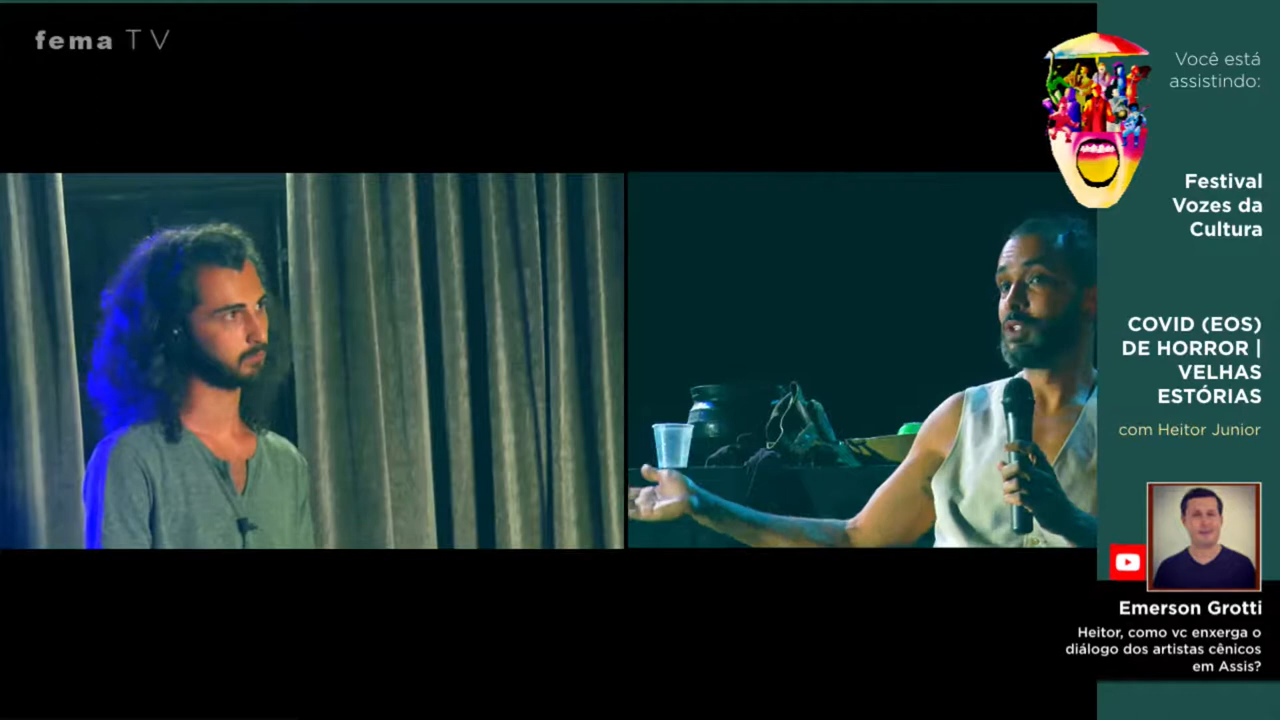 fema TV
Você está
assistindo:
Festival
Vozes da
Cultura
COVID (EOS)
DE HORROR |
VELHAS
ESTÓRIAS
com Heitor Junior
Emerson Grotti
Heitor, como vc enxerga o
diálogo dos artistas cênicos
em Assis?